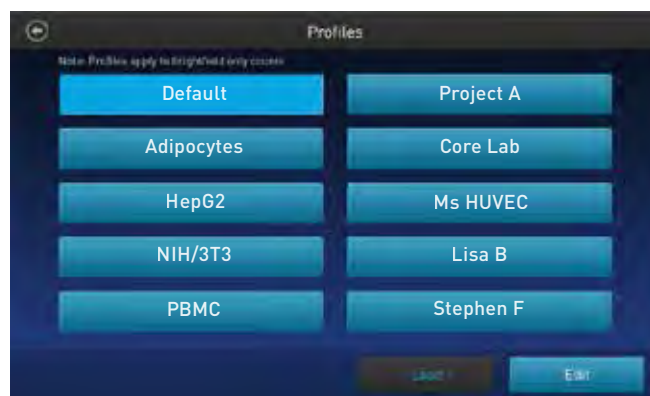 Profiles
Note: Profiles apply to brightfield only counts
Default
Project A
Adipocytes
Core Lab
HepG2
Ms HUVEC
NIH/3T3
Lisa B
PBMC
Stephen F
Edit